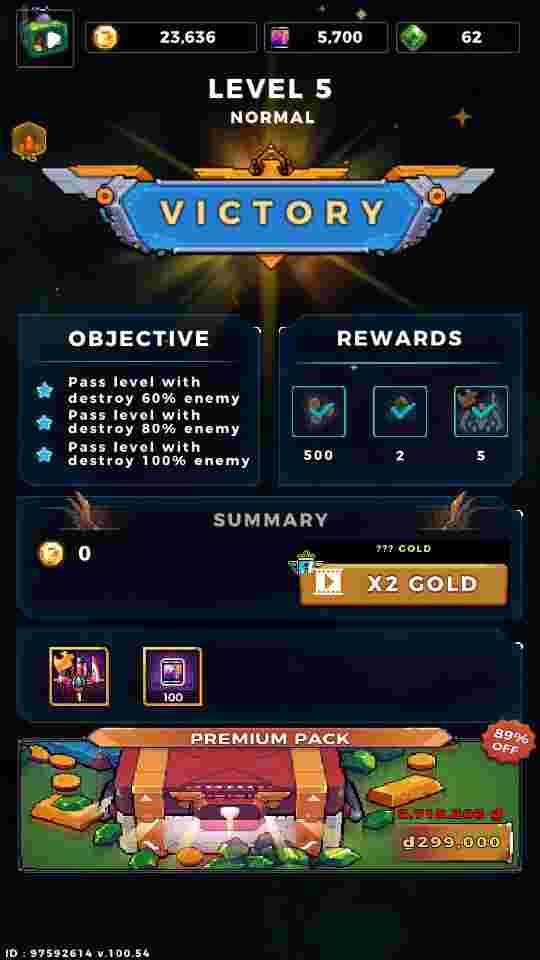 23,636
5,700
62
LEVEL 5
NORMAL
VICTORY
OBJECTIVE
Pass level with
destroy 60% enemy
Pass level with
destroy 80% enemy
Pass level with
destroy 100% enemy
REWARDS
500
2
5
SUMMARY
0
??? GOLD
X2 GOLD
1
100
PREMIUM PACK
89%
OFF
₫299,000
ID : 97592614 v.100.54